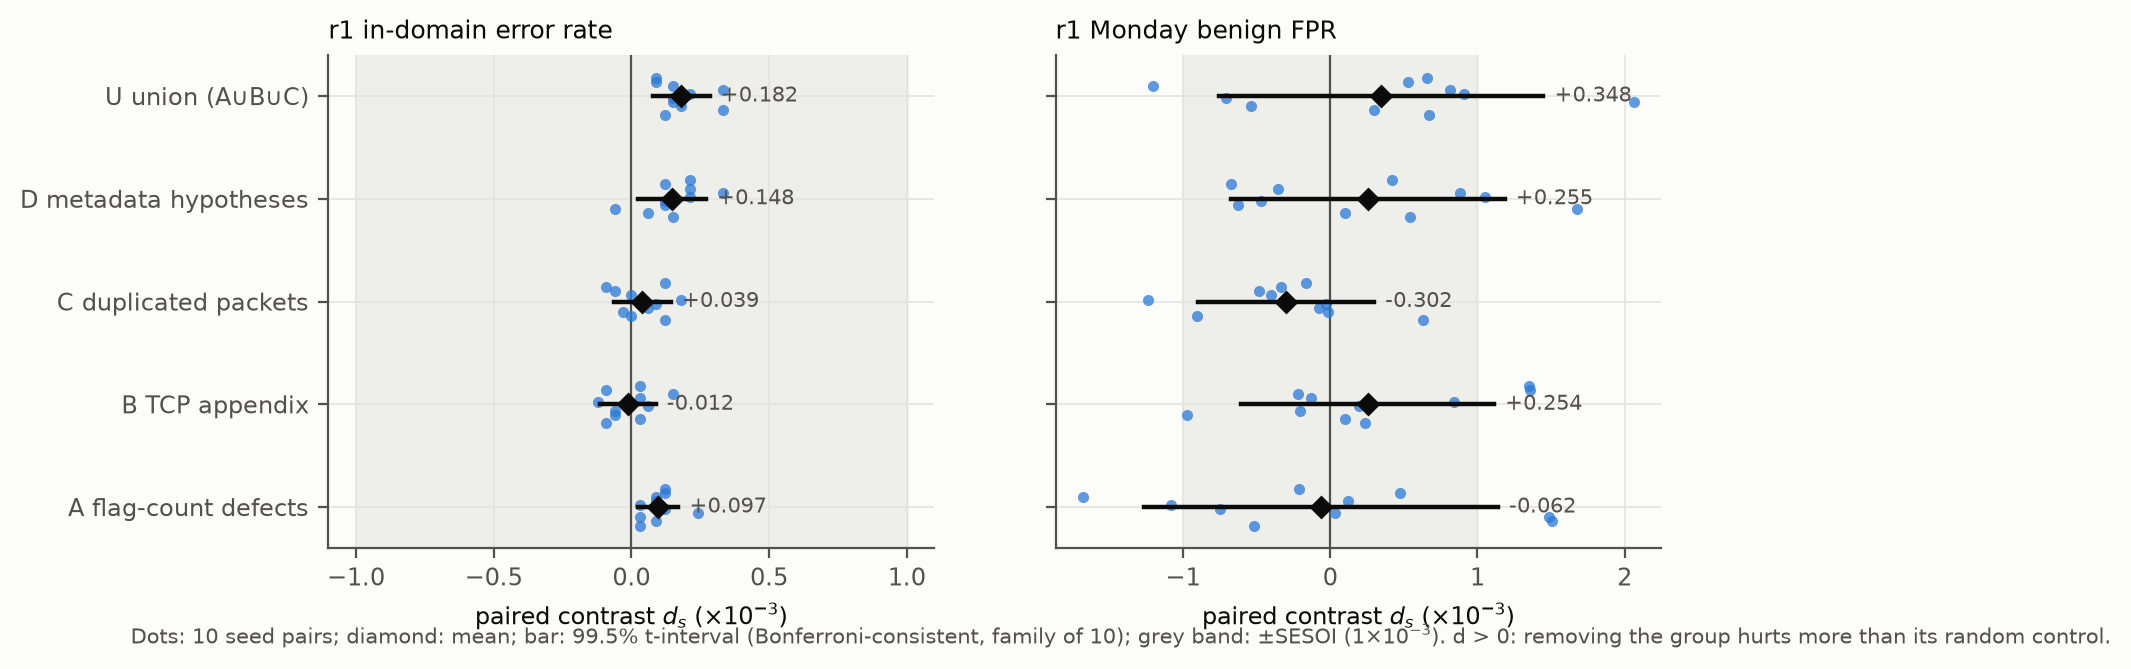 r1 in-domain error rate
r1 Monday benign FPR
U union (A∪B∪C)
+0.182
+0.348
D metadata hypotheses
+0.148
+0.255
C duplicated packets
+0.039
-0.302
B TCP appendix
-0.012
+0.254
A flag-count defects
+0.097
-0.062
−1.0 −0.5 0.0 0.5 1.0
−1 0 1 2
paired contrast dₛ (×10⁻³)
paired contrast dₛ (×10⁻³)
Dots: 10 seed pairs; diamond: mean; bar: 99.5% t-interval (Bonferroni-consistent, family of 10); grey band: ±SESOI (1×10⁻³). d > 0: removing the group hurts more than its random control.